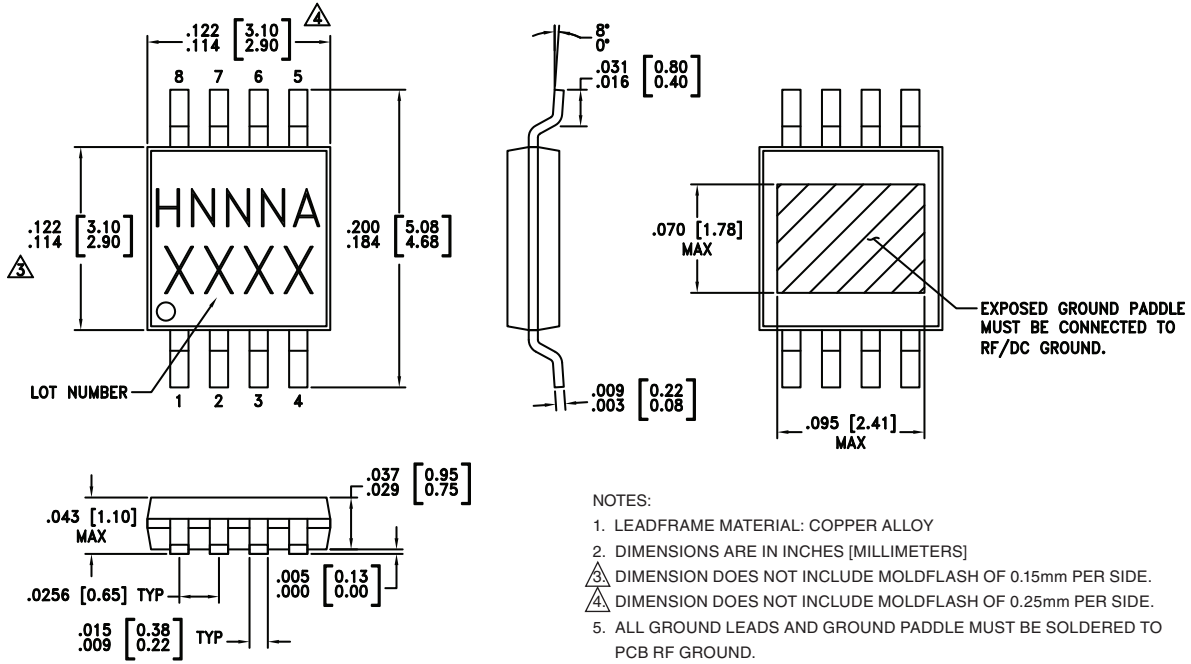 .122 [3.10]
.114 [2.90]
4
8 7 6 5
HNNNA
XXXX
.122 [3.10]
.114 [2.90]
3
.200 [5.08]
.184 [4.68]
LOT NUMBER
1 2 3 4
8°
0°
.031 [0.80]
.016 [0.40]
.009 [0.22]
.003 [0.08]
.070 [1.78]
MAX
EXPOSED GROUND PADDLE
MUST BE CONNECTED TO
RF/DC GROUND.
.095 [2.41]
MAX
.037 [0.95]
.029 [0.75]
.043 [1.10]
MAX
.005 [0.13]
.000 [0.00]
.0256 [0.65] TYP
.015 [0.38]
.009 [0.22] TYP
NOTES:
1. LEADFRAME MATERIAL: COPPER ALLOY
2. DIMENSIONS ARE IN INCHES [MILLIMETERS]
3. DIMENSION DOES NOT INCLUDE MOLDFLASH OF 0.15mm PER SIDE.
4. DIMENSION DOES NOT INCLUDE MOLDFLASH OF 0.25mm PER SIDE.
5. ALL GROUND LEADS AND GROUND PADDLE MUST BE SOLDERED TO
PCB RF GROUND.